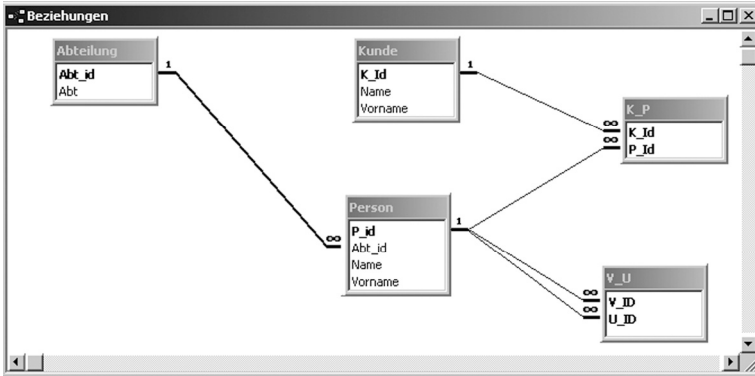 Beziehungen
Abteilung
Abt_id
Abt
1
Kunde
K_Id
Name
Vorname
1
K_P
K_Id
P_Id
∞
∞
Person
P_id
Abt_id
Name
Vorname
∞
1
V_U
V_ID
U_ID
∞
∞